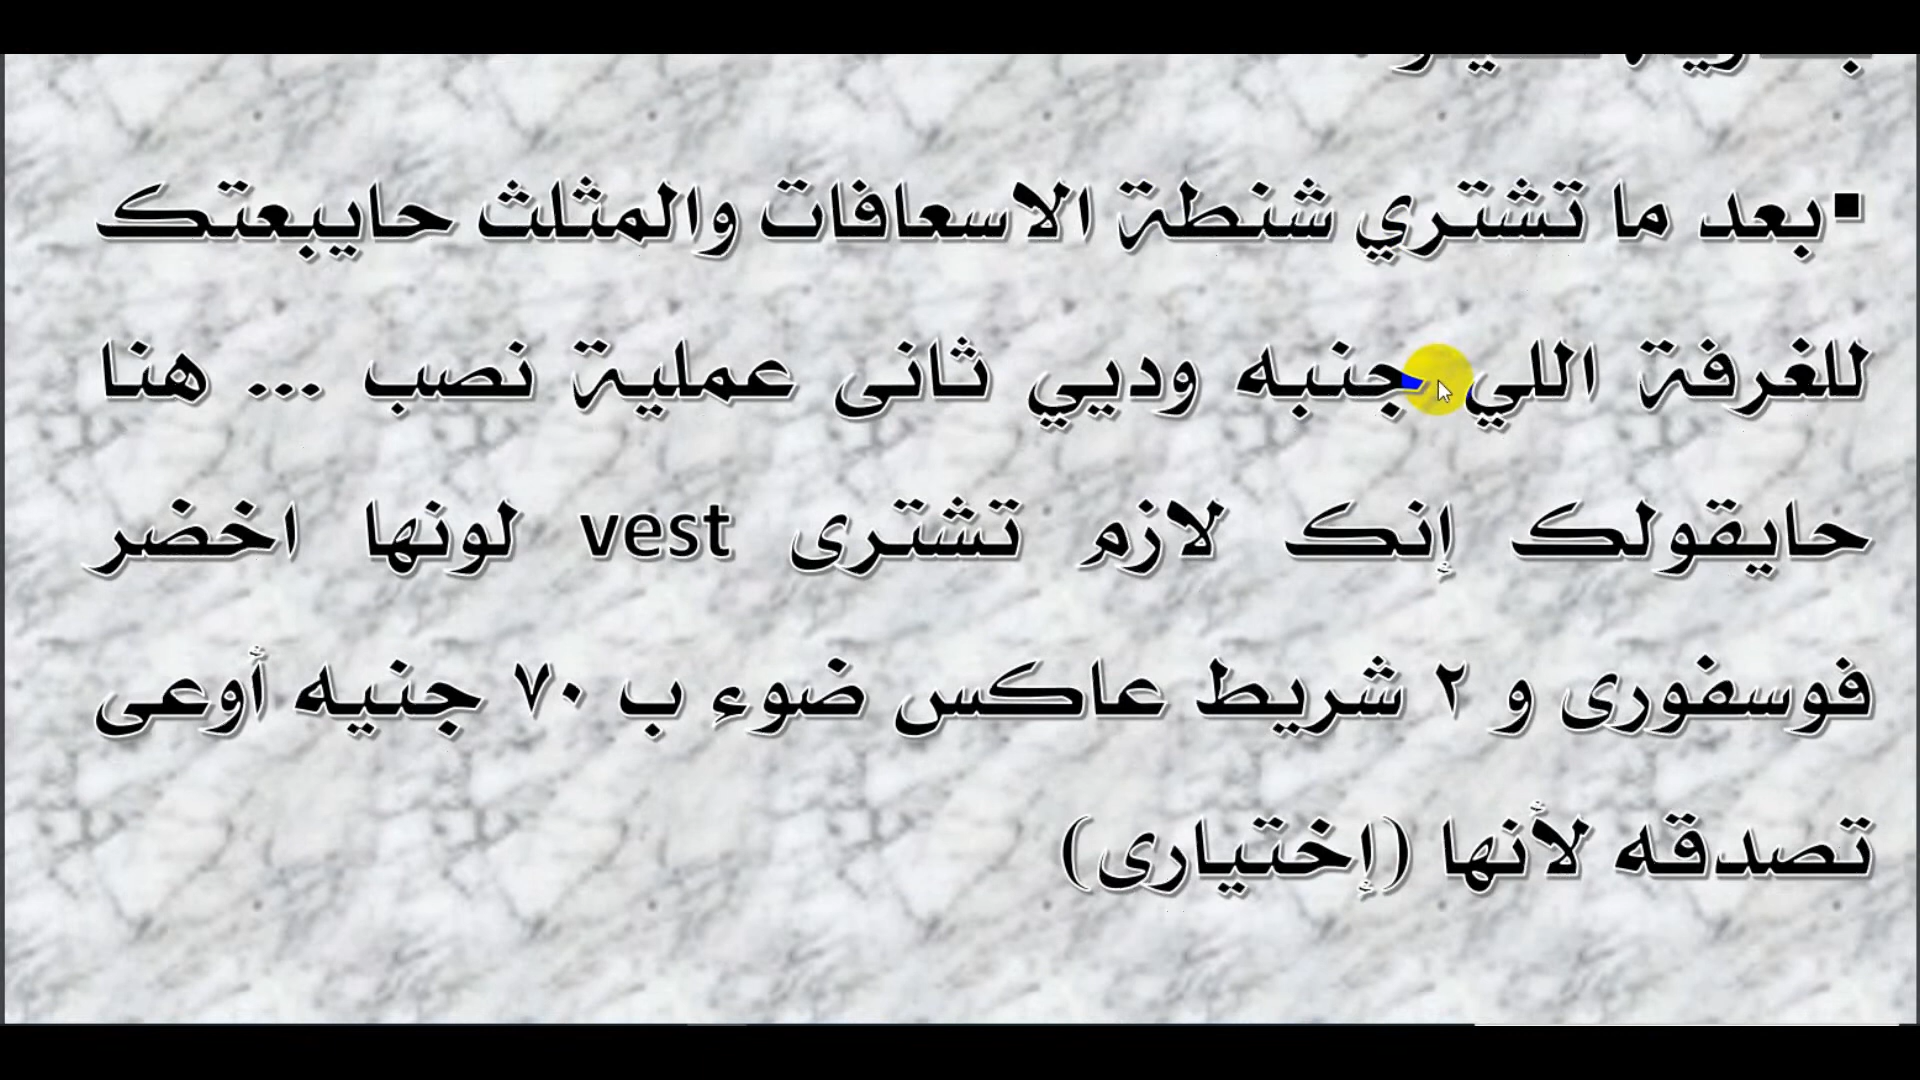 ▪بعد ما تشتري شنطة الاسعافات والمثلث حايبعتك
للغرفة اللي جنبه وديي ثانى عملية نصب ... هنا
حايقولك إنك لازم تشترى vest لونها اخضر
فوسفورى و ٢ شريط عاكس ضوء ب ٧٠ جنيه أوعى
تصدقه لأنها (إختيارى)